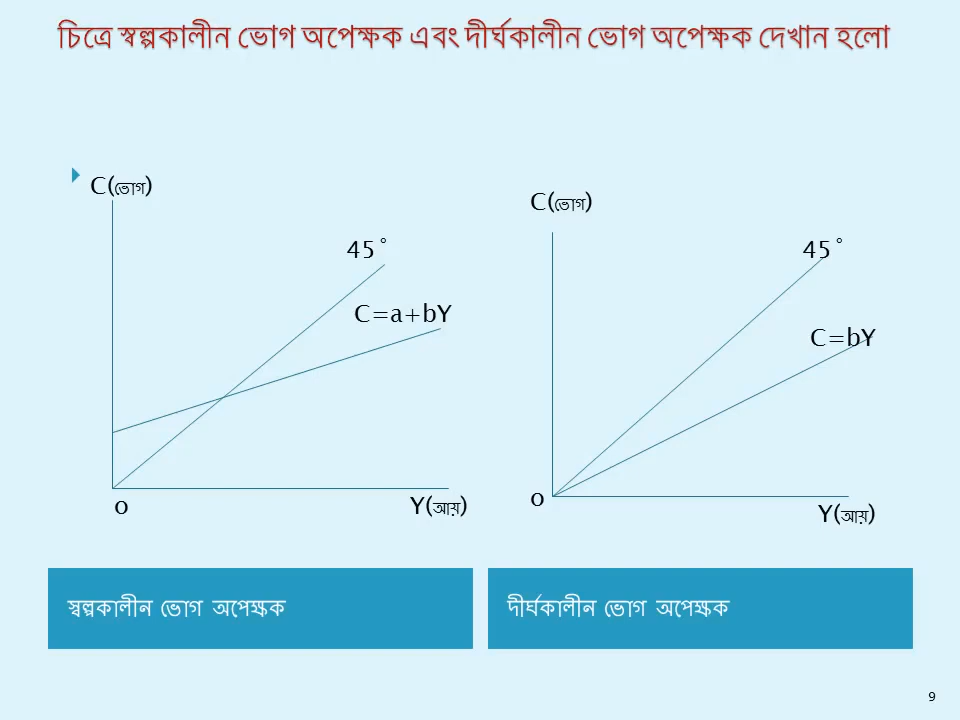 চিত্রে স্বল্পকালীন ভোগ অপেক্ষক এবং দীর্ঘকালীন ভোগ অপেক্ষক দেখান হলো
C(ভোগ)
45°
C=a+bY
o
Y(আয়)
C(ভোগ)
45°
C=bY
o
Y(আয়)
স্বল্পকালীন ভোগ অপেক্ষক
দীর্ঘকালীন ভোগ অপেক্ষক
9